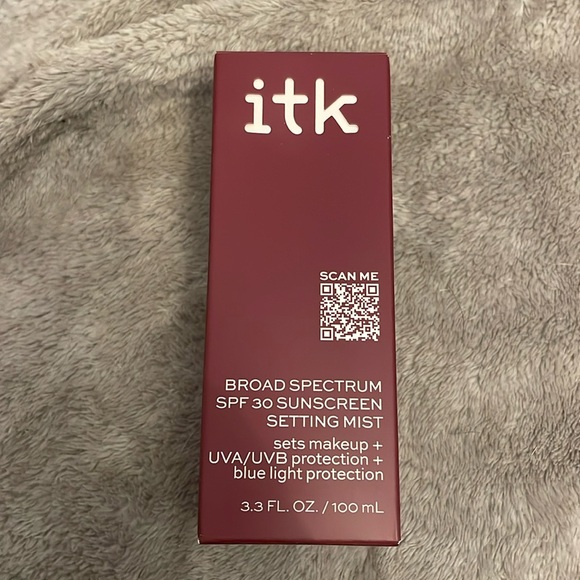 itk
SCAN ME
BROAD SPECTRUM
SPF 30 SUNSCREEN
SETTING MIST
sets makeup +
UVA/UVB protection +
blue light protection
3.3 FL. OZ. / 100 mL